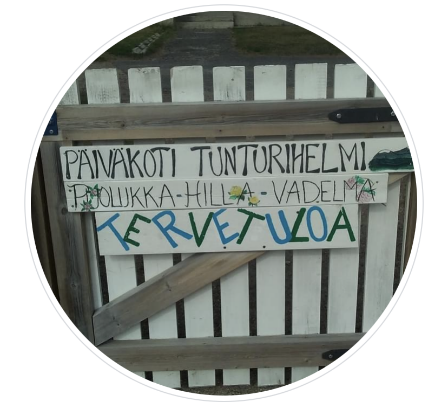 PÄIVÄKOTI TUNTURIHELMI
PUOLUKKA-HILLA-VADELMA
TERVETULOA